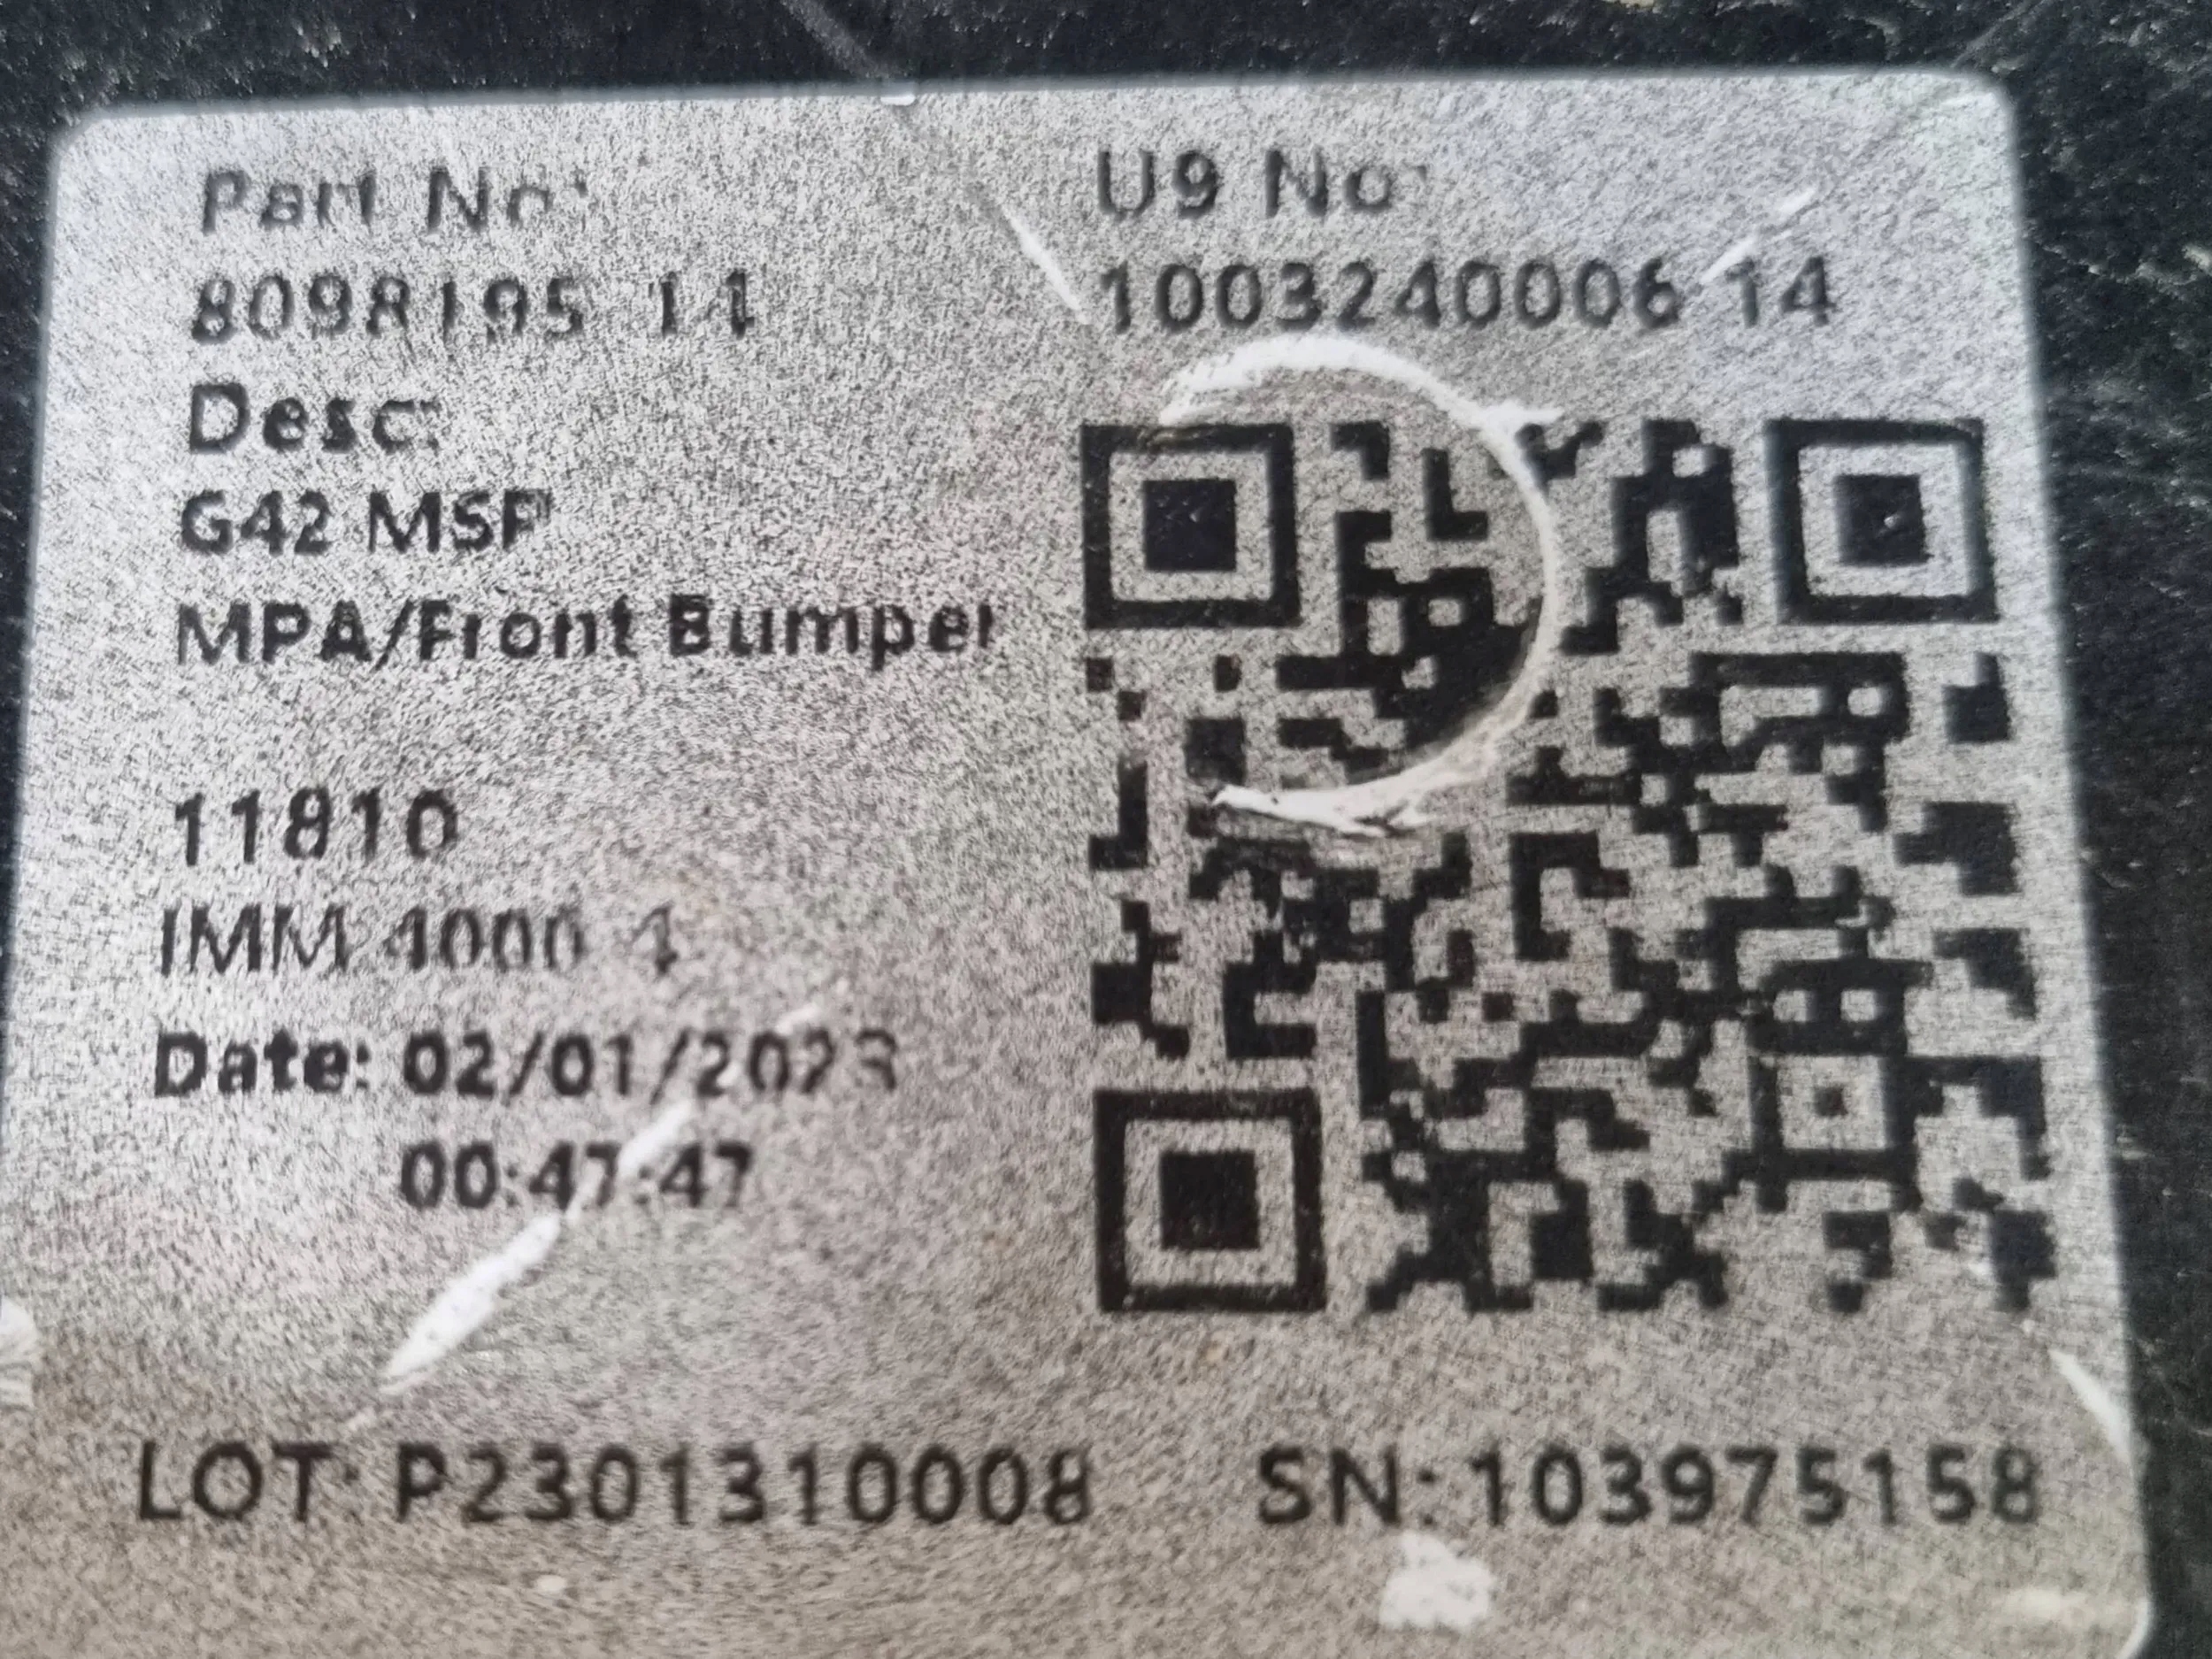 Part No:
8098195 14
Desc:
G42 MSP
MPA/Front Bumper
11810
IMM 4000 4
Date: 02/01/2023
00:47:47
U9 No:
1003240006 14
LOT: P2301310008
SN: 103975158